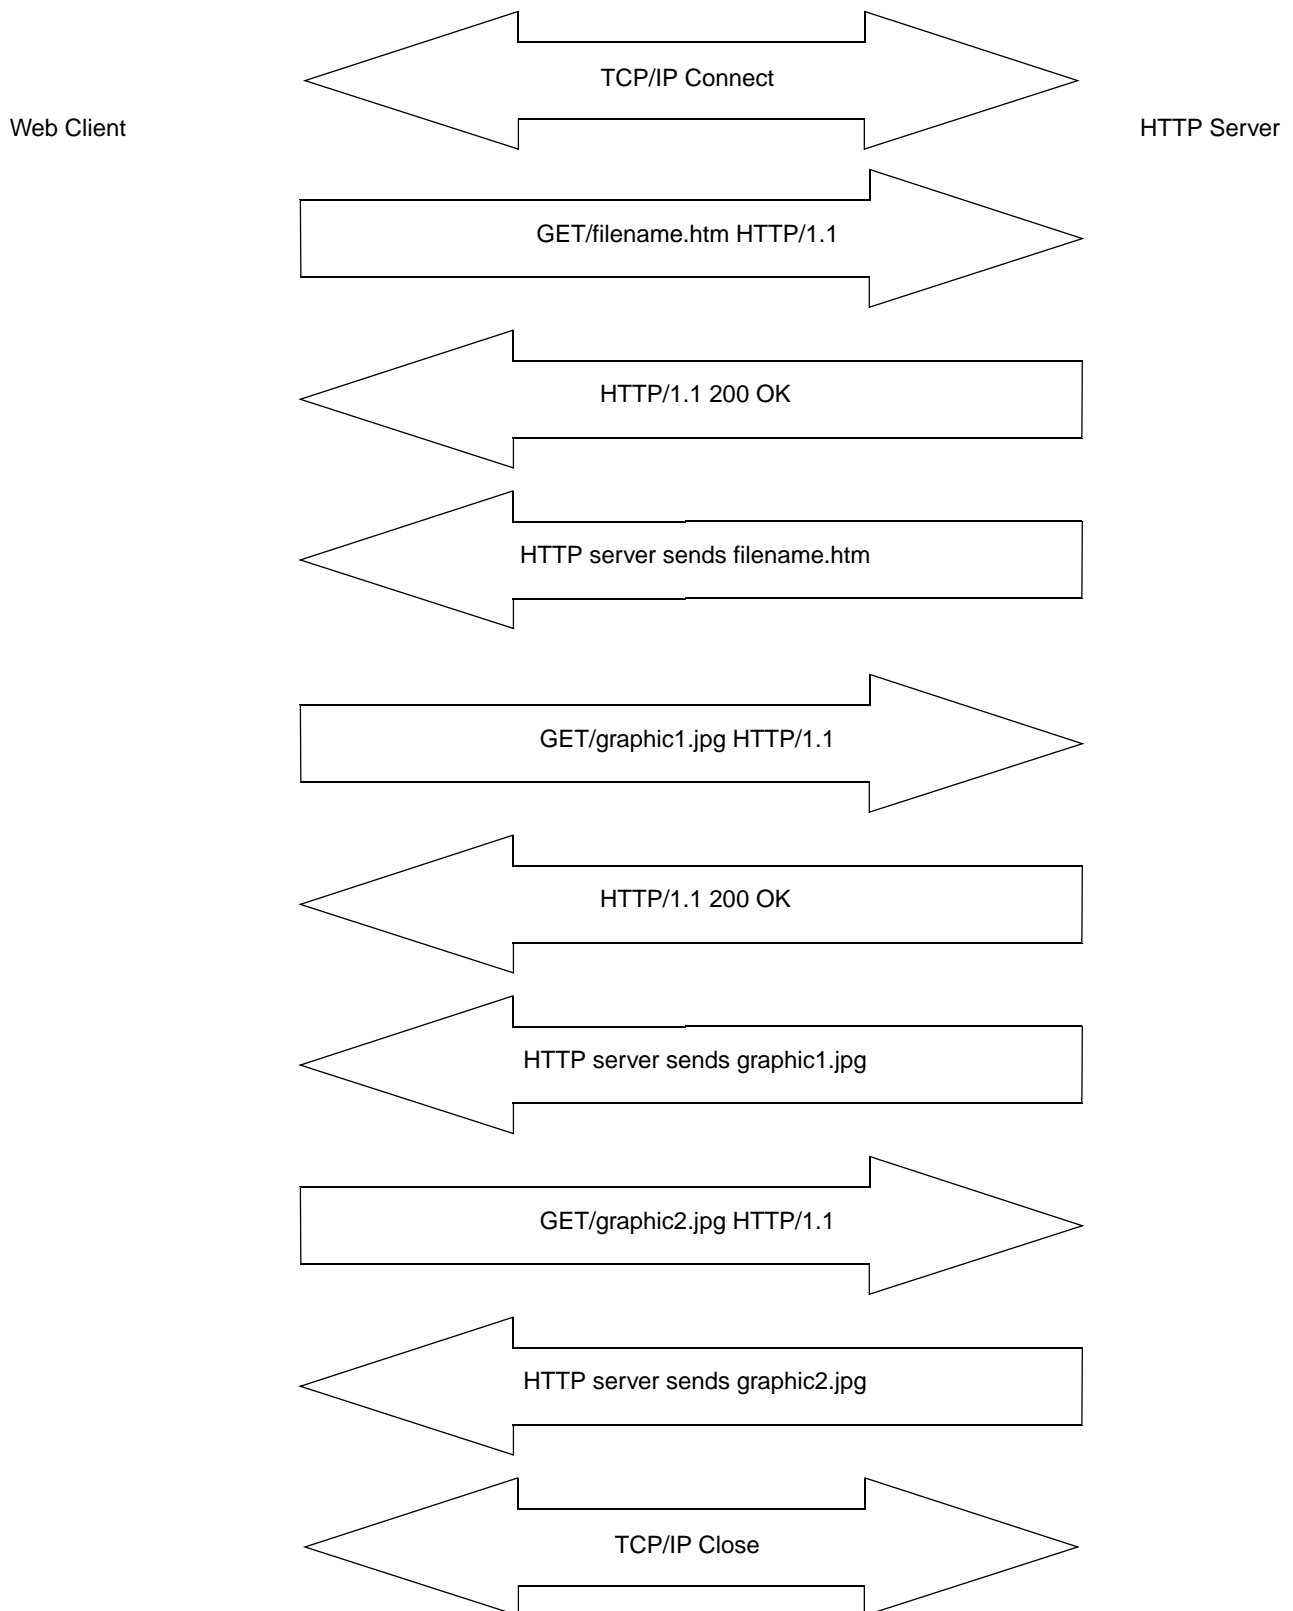 TCP/IP Connect
Web Client
HTTP Server
GET/filename.htm HTTP/1.1
HTTP/1.1 200 OK
HTTP server sends filename.htm
GET/graphic1.jpg HTTP/1.1
HTTP/1.1 200 OK
HTTP server sends graphic1.jpg
GET/graphic2.jpg HTTP/1.1
HTTP server sends graphic2.jpg
TCP/IP Close